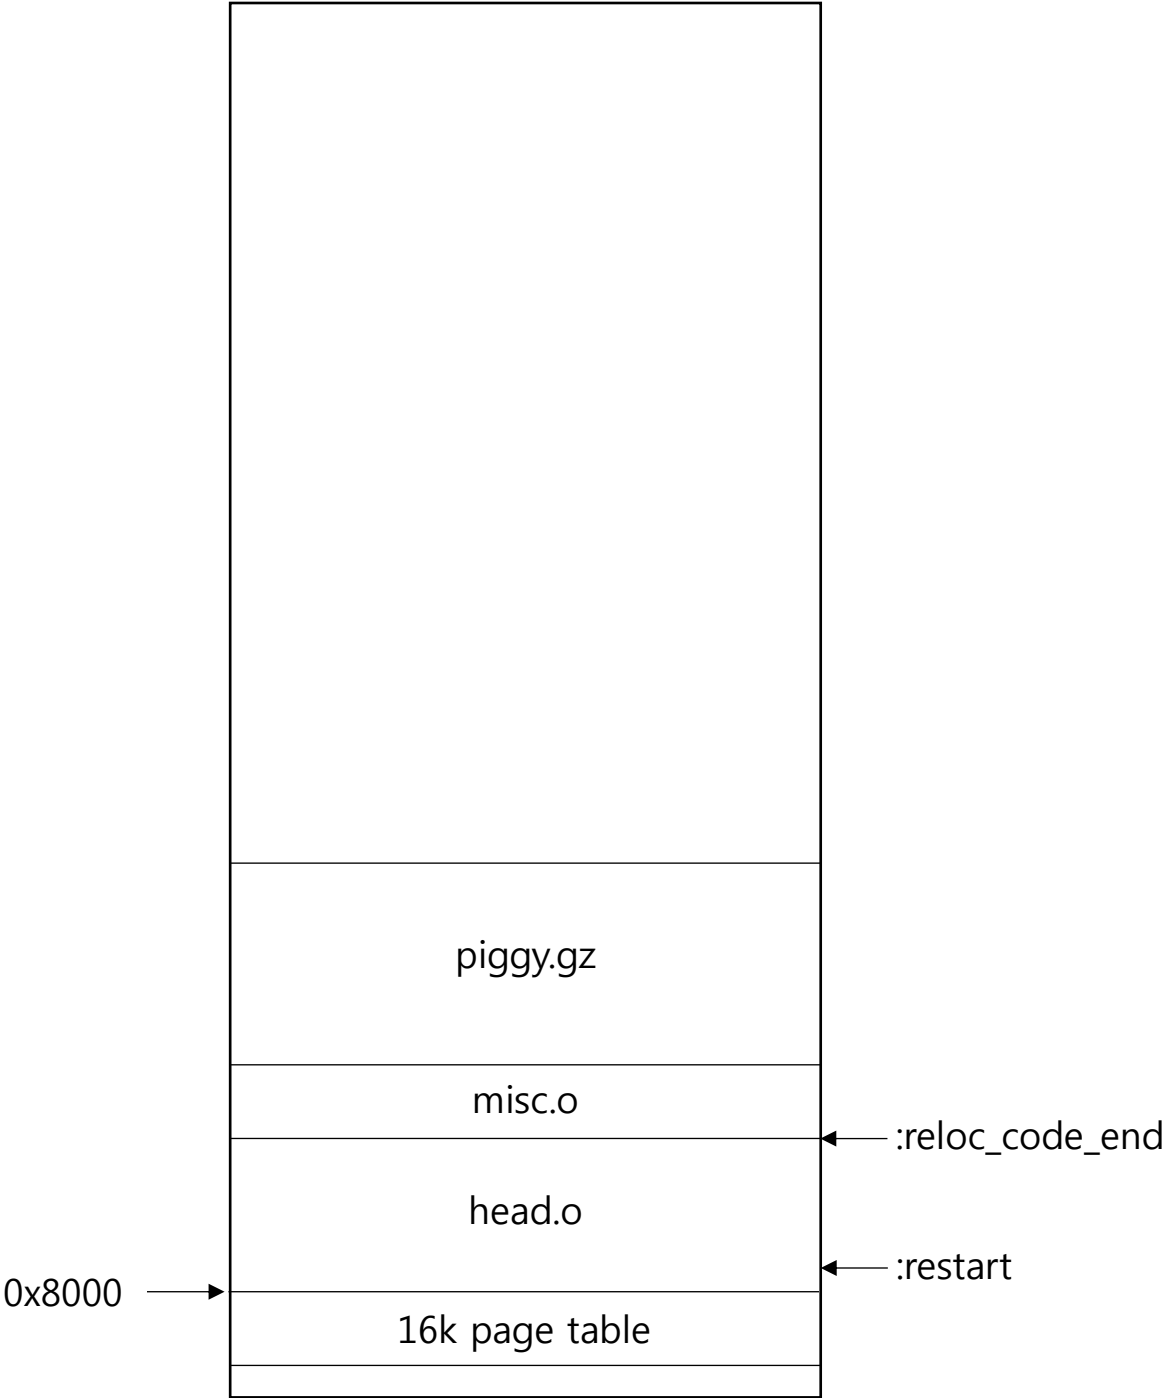 piggy.gz
misc.o
:reloc_code_end
head.o
:restart
0x8000
16k page table